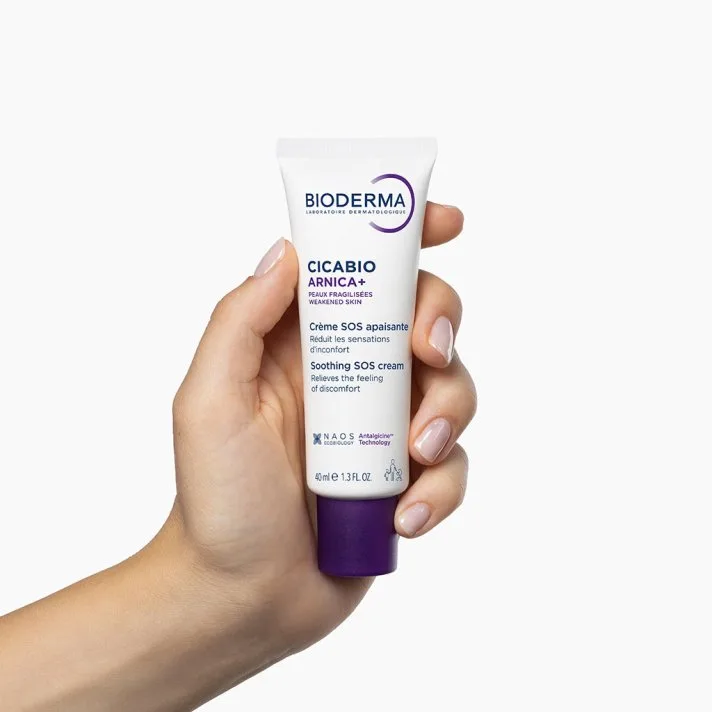 BIODERMA
LABORATOIRE DERMATOLOGIQUE
CICABIO
ARNICA+
PEAUX FRAGILISÉES
WEAKENED SKIN
Crème SOS apaisante
Réduit les sensations
d'inconfort
Soothing SOS cream
Relieves the feeling
of discomfort
NAOS Antalgicine™
ECOBIOLOGY Technology
40 ml e 1.3 FL. OZ.